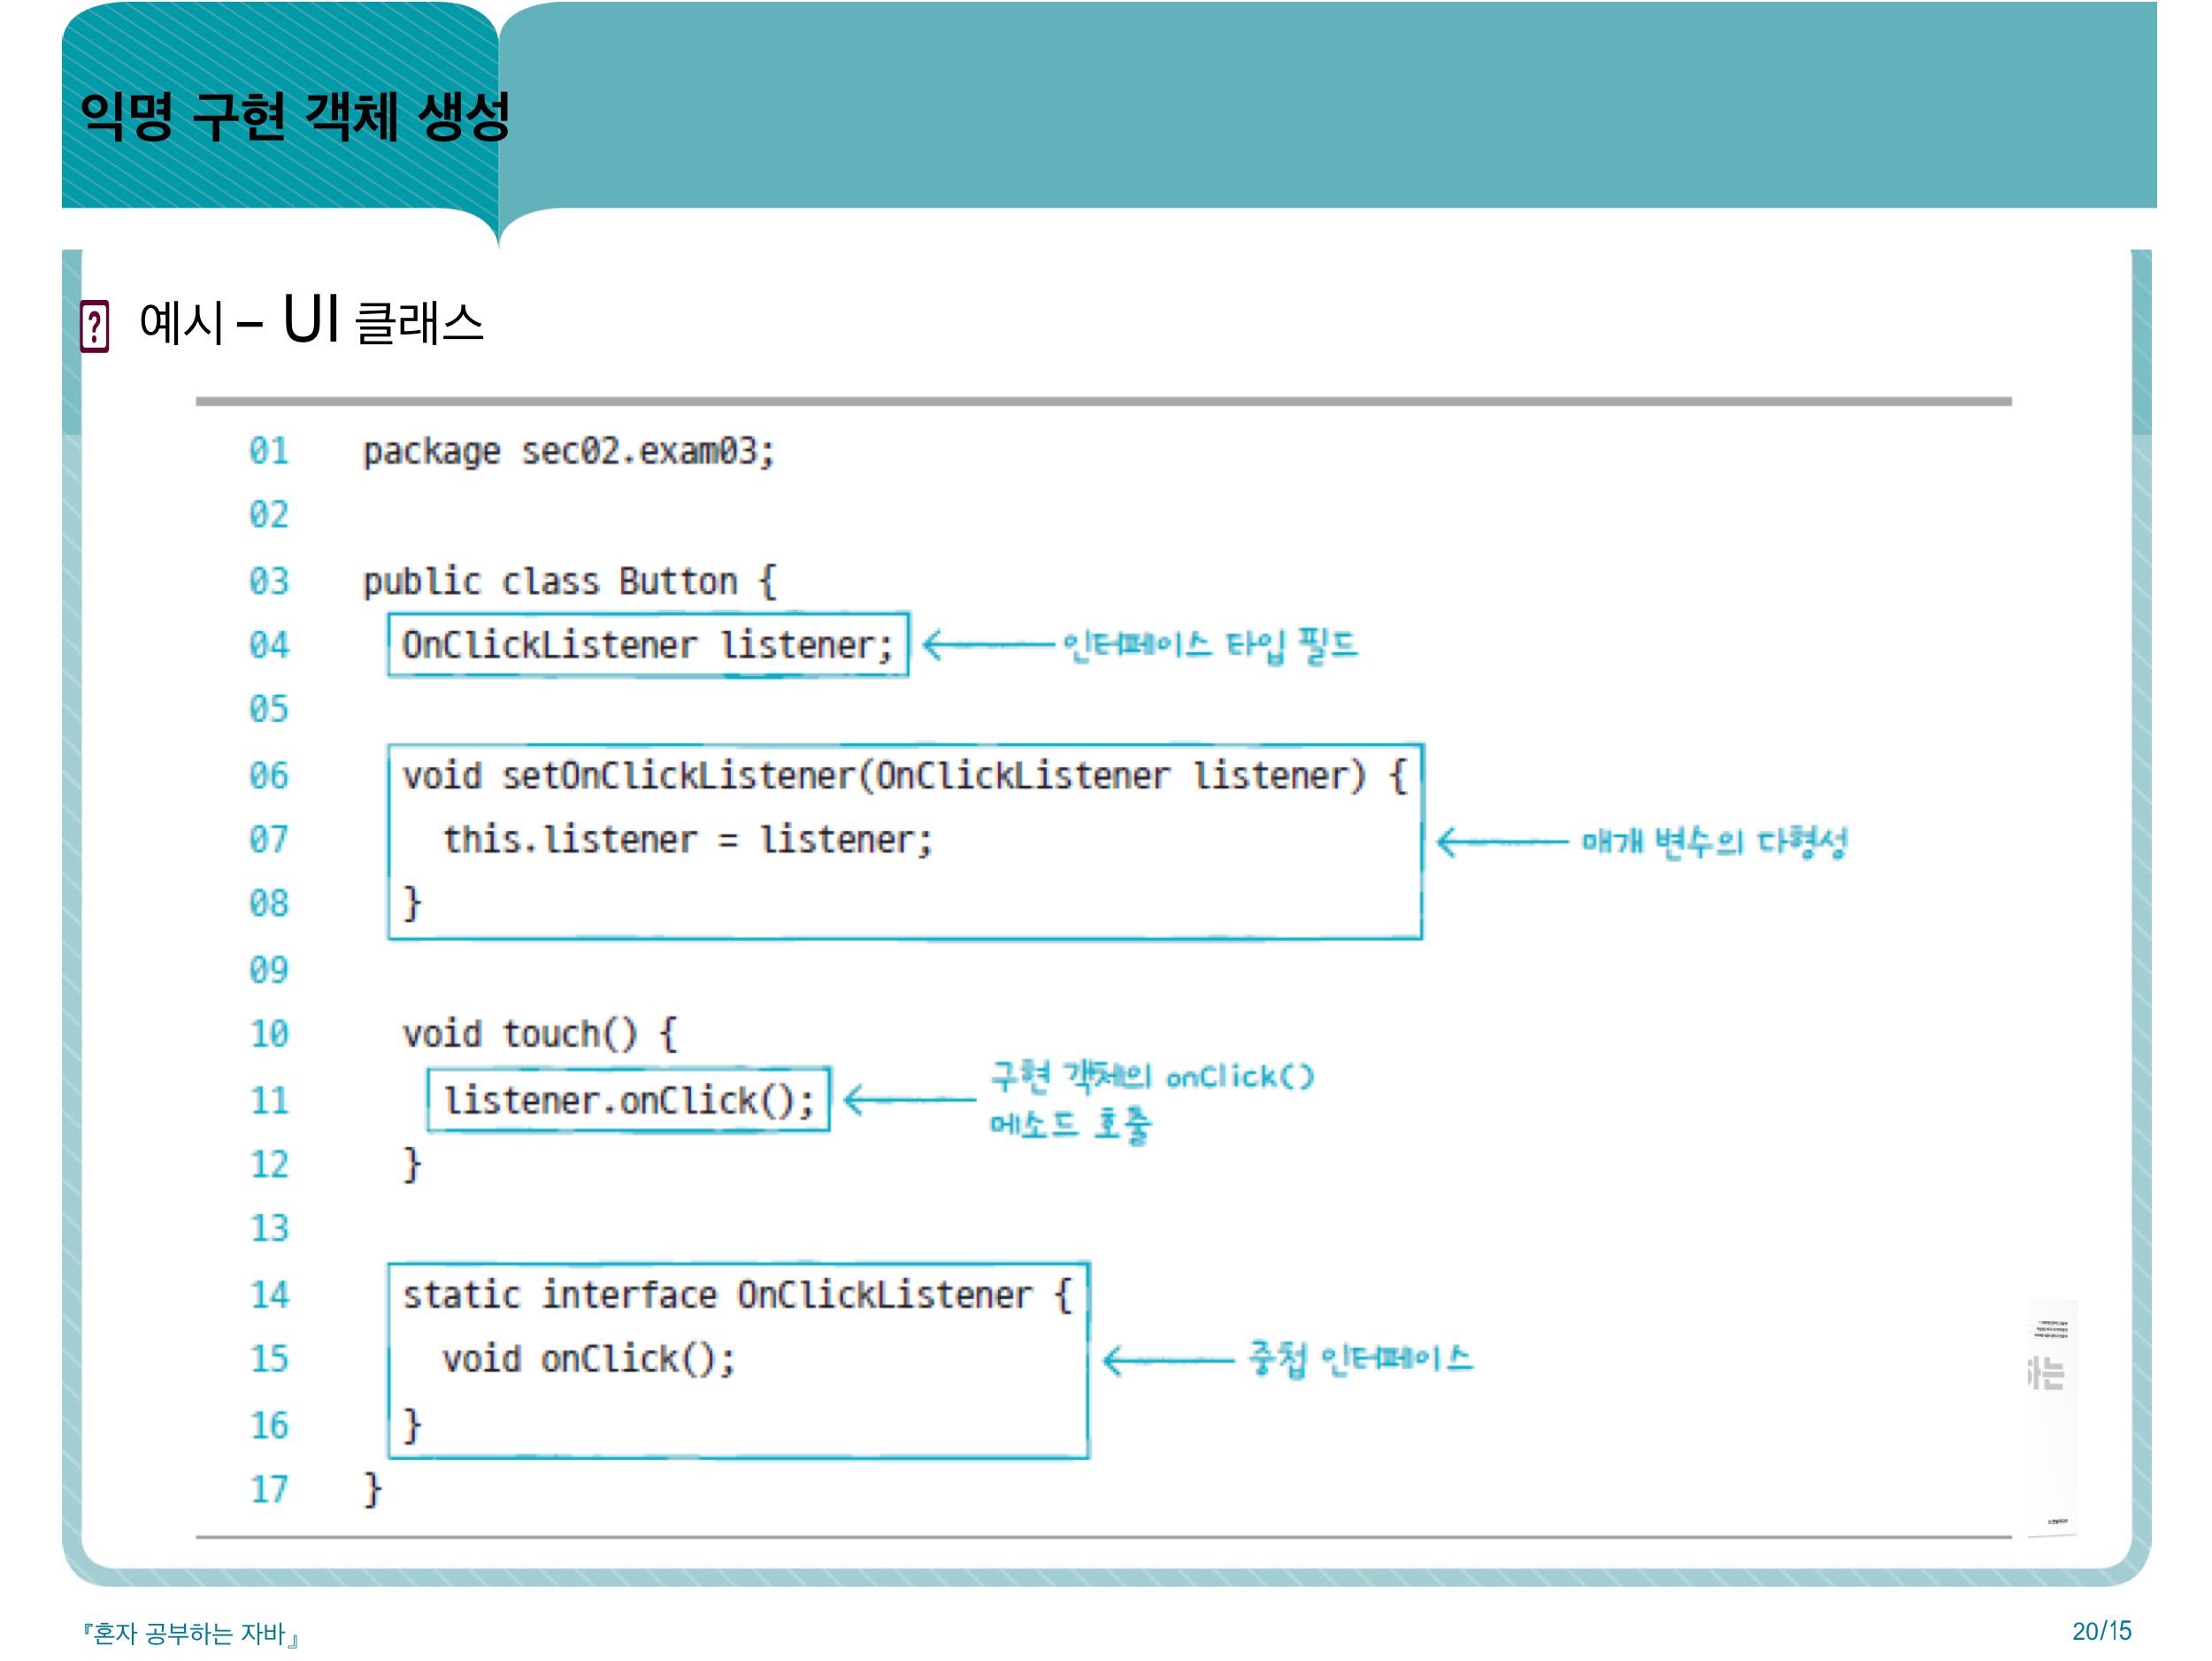 익명 구현 객체 생성
예시 – UI 클래스
01 package sec02.exam03;
02
03 public class Button {
04 OnClickListener listener; 인터페이스 타입 필드
05
06 void setOnClickListener(OnClickListener listener) {
07 this.listener = listener; 매개 변수의 다형성
08 }
09
10 void touch() {
11 listener.onClick(); 구현 객체의 onClick()
메소드 호출
12 }
13
14 static interface OnClickListener {
15 void onClick(); 중첩 인터페이스
16 }
17 }
하는
『혼자 공부하는 자바』
20/15